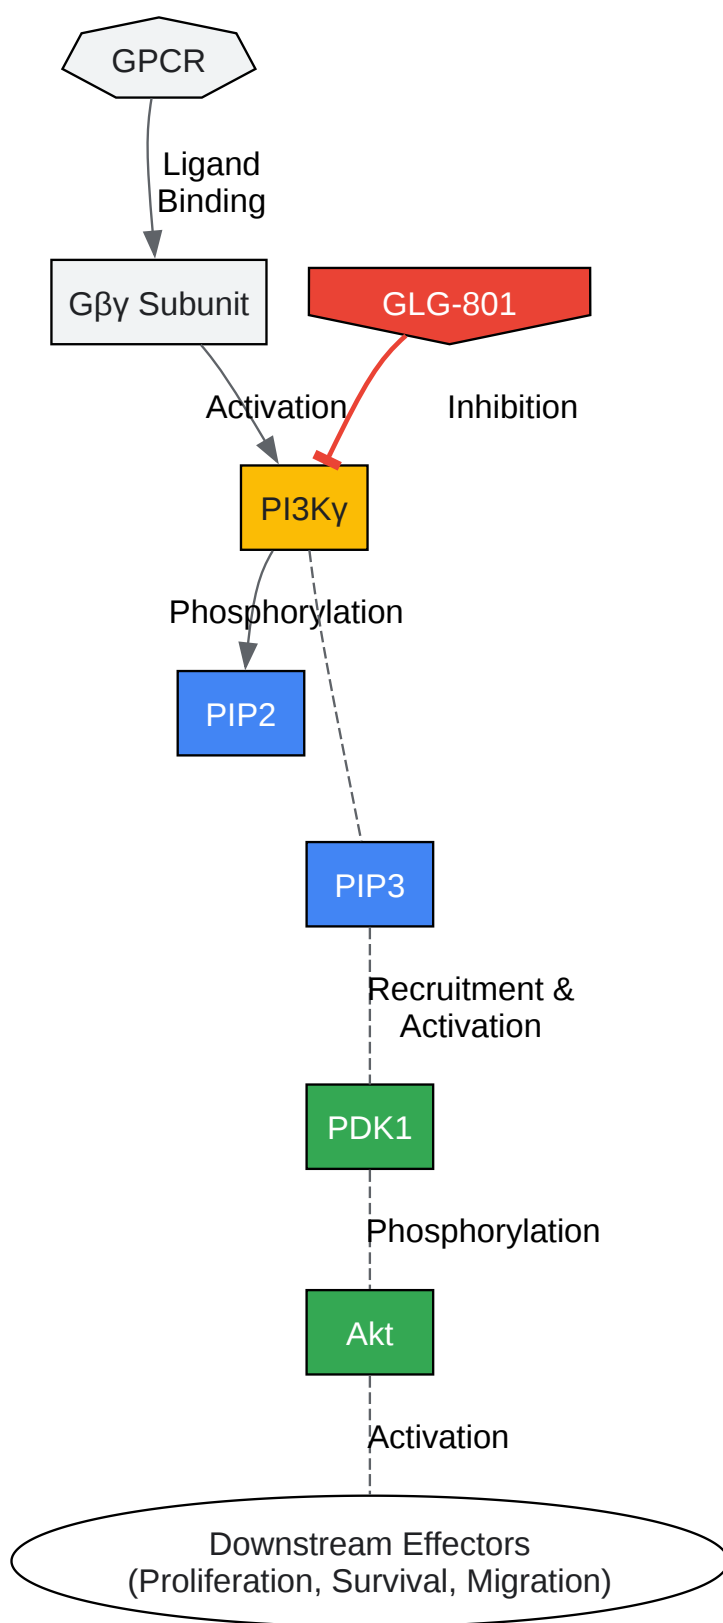 GPCR
Ligand
Binding
Gβγ Subunit
GLG-801
Activation
Inhibition
PI3Kγ
Phosphorylation
PIP2
PIP3
Recruitment &
Activation
PDK1
Phosphorylation
Akt
Activation
Downstream Effectors
(Proliferation, Survival, Migration)